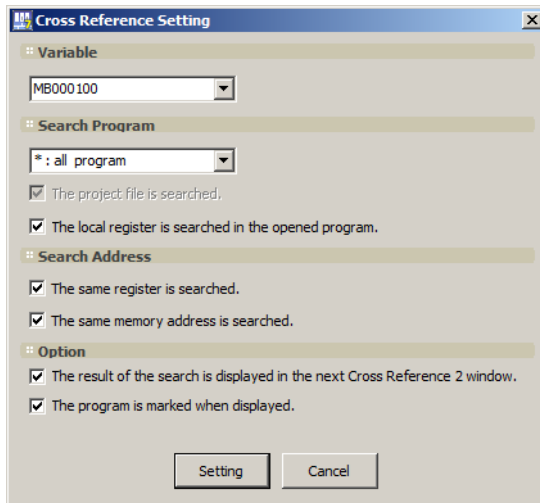 Cross Reference Setting
Variable
MB000100
Search Program
* : all program
The project file is searched.
The local register is searched in the opened program.
Search Address
The same register is searched.
The same memory address is searched.
Option
The result of the search is displayed in the next Cross Reference 2 window.
The program is marked when displayed.
Setting Cancel